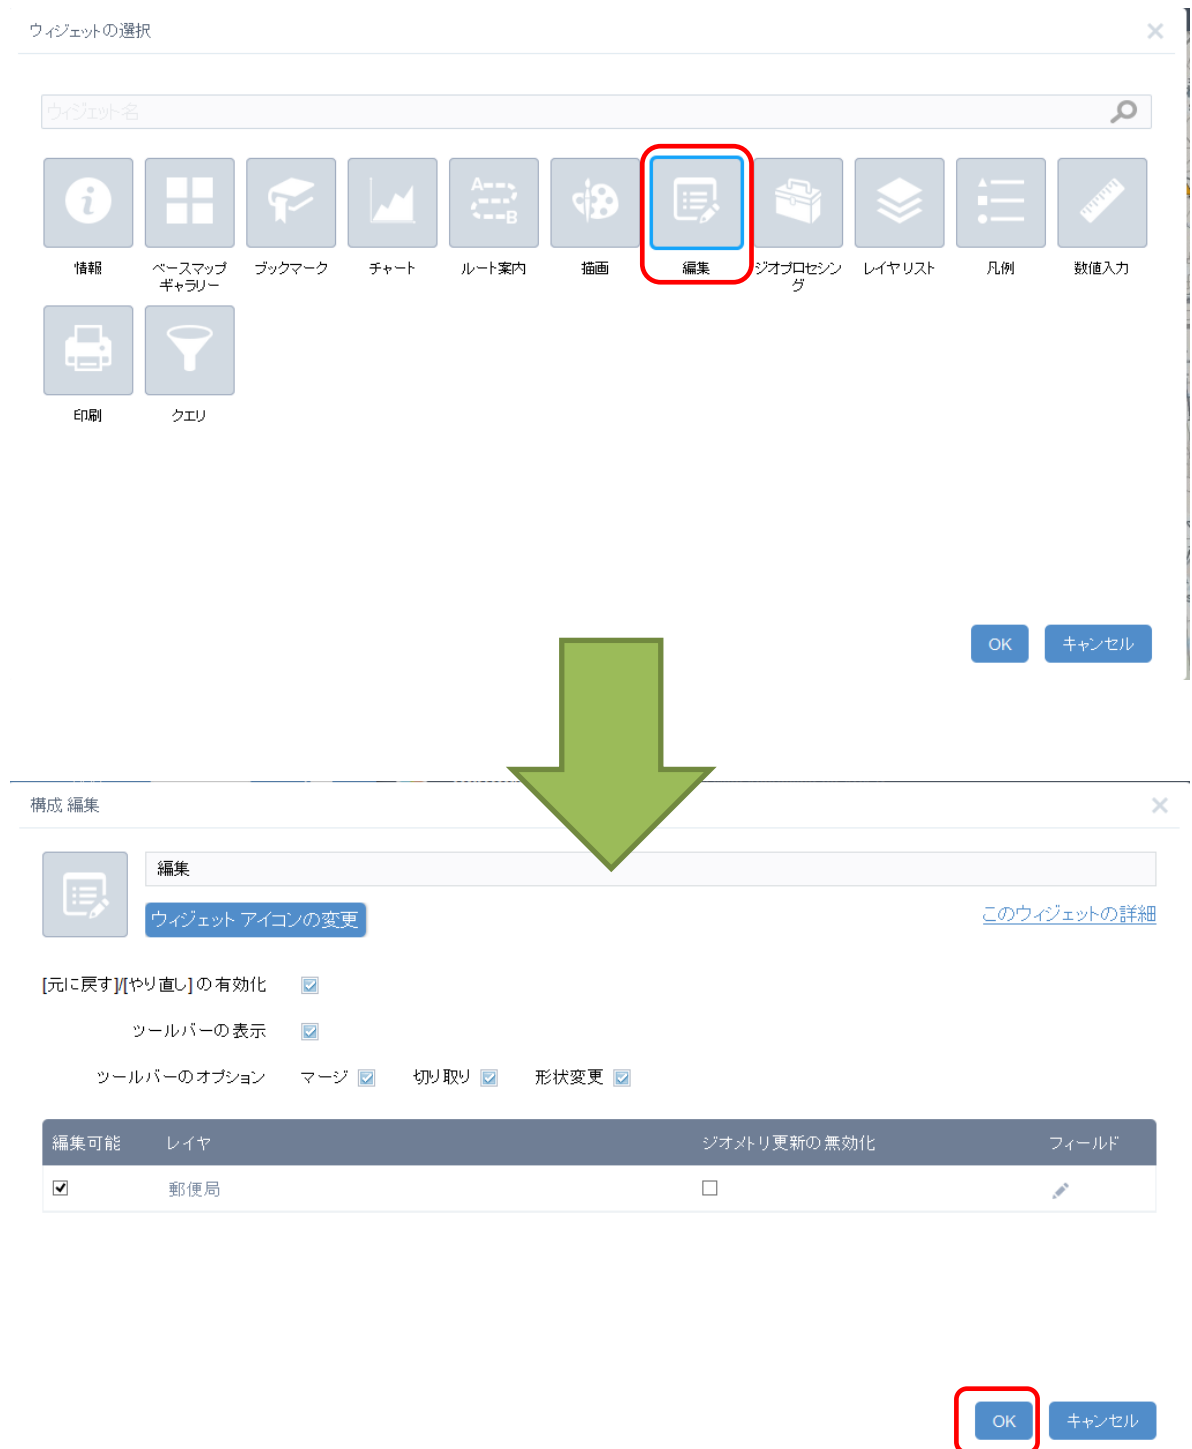 ウィジェットの選択
ウィジェット名
A
B
情報
ベースマップ
ギャラリー
ブックマーク
チャート
ルート案内
描画
編集
ジオプロセシン
グ
レイヤ リスト
凡例
数値入力
印刷
クエリ
OK
キャンセル
構成 編集
編集
ウィジェット アイコンの変更
このウィジェットの詳細
[元に戻す]/[やり直し] の有効化
ツールバーの表示
ツールバーのオプション マージ 切り取り 形状変更
編集可能 レイヤ ジオメトリ更新の無効化 フィールド
郵便局
OK
キャンセル